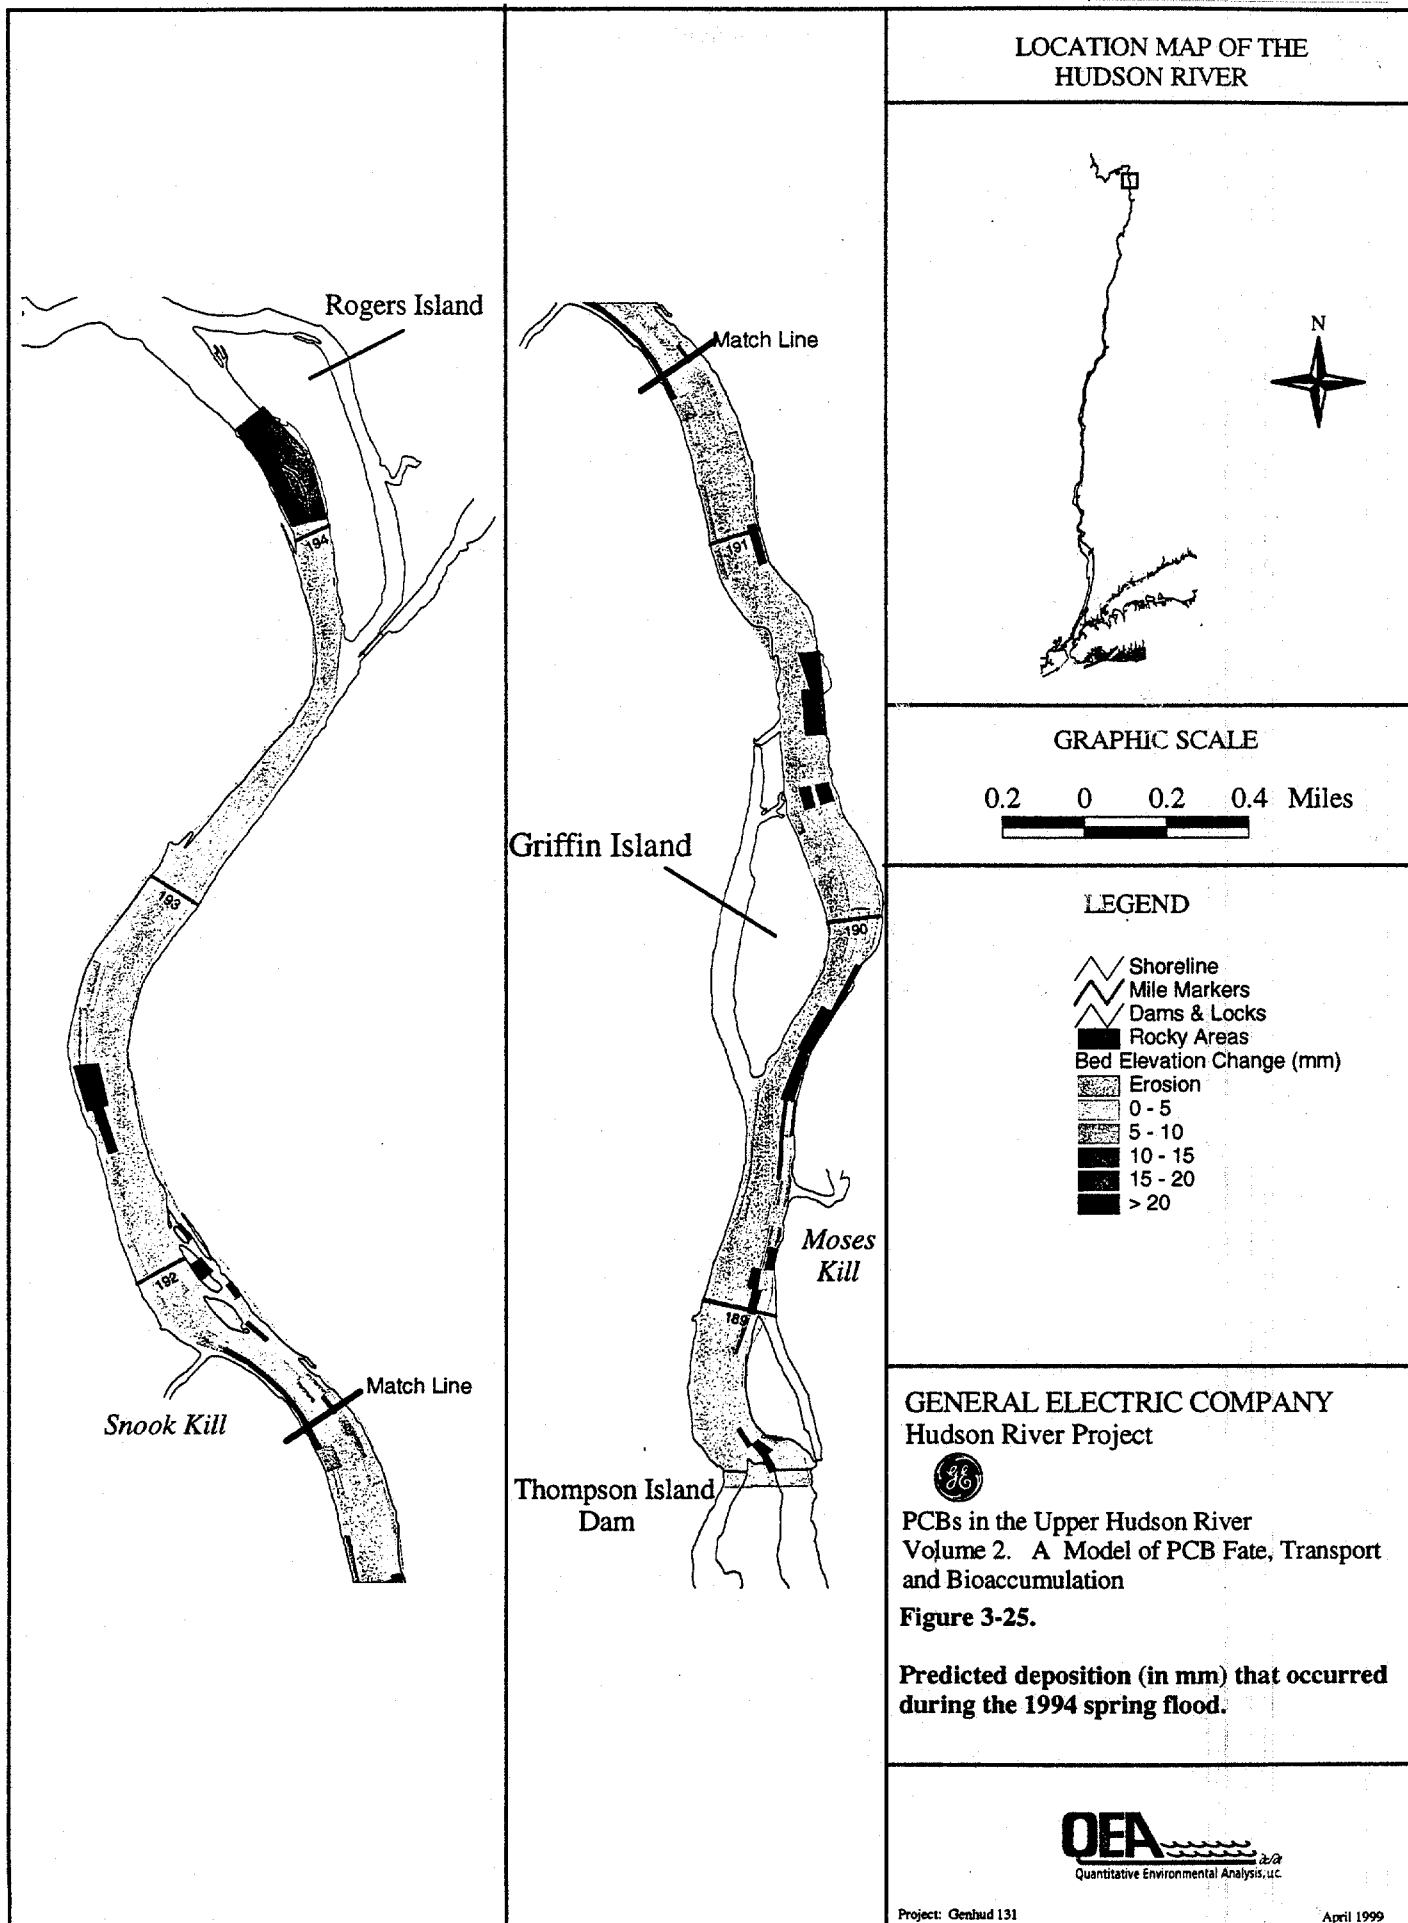 LOCATION MAP OF THE
HUDSON RIVER
Rogers Island
194
193
192
Match Line
Snook Kill
Match Line
191
Griffin Island
190
Moses
Kill
189
Thompson Island
Dam
N
GRAPHIC SCALE
0.2 0 0.2 0.4 Miles
LEGEND
Shoreline
Mile Markers
Dams & Locks
Rocky Areas
Bed Elevation Change (mm)
Erosion
0 - 5
5 - 10
10 - 15
15 - 20
> 20
GENERAL ELECTRIC COMPANY
Hudson River Project
GE
PCBs in the Upper Hudson River
Volume 2. A Model of PCB Fate, Transport
and Bioaccumulation
Figure 3-25.
Predicted deposition (in mm) that occurred
during the 1994 spring flood.
QEA
Quantitative Environmental Analysis, LLC
Project: Genhud 131
April 1999